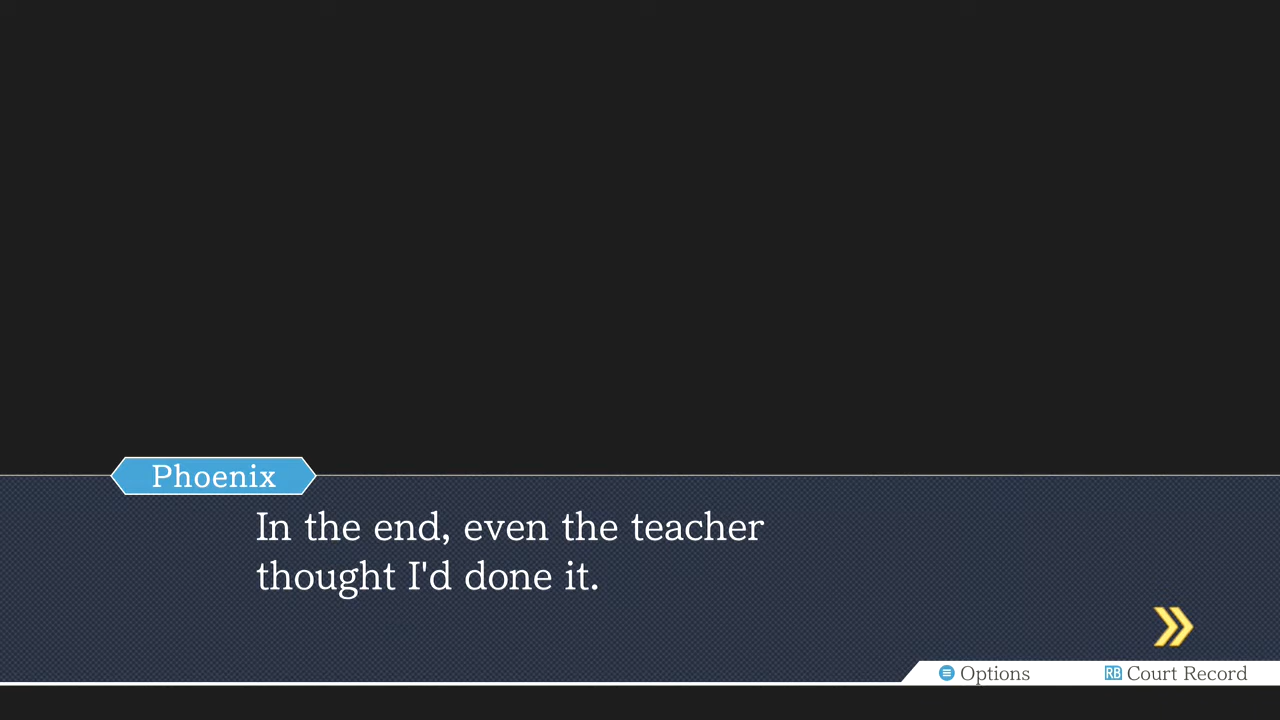 Phoenix
In the end, even the teacher
thought I'd done it.
Options
RB Court Record